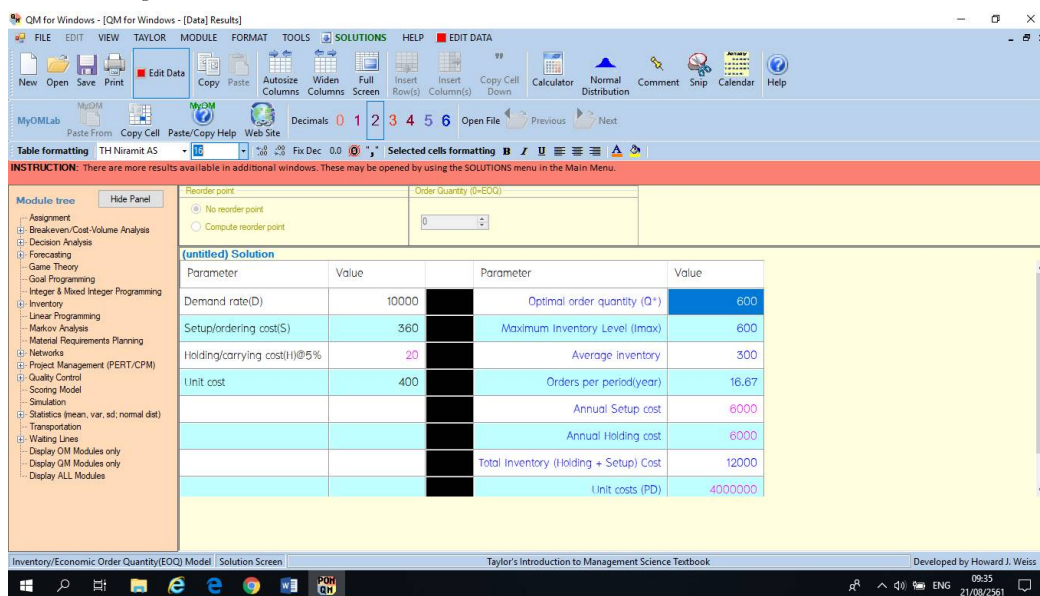 QM for Windows - [QM for Windows - [Data] Results]
FILE EDIT VIEW TAYLOR MODULE FORMAT TOOLS SOLUTIONS HELP EDIT DATA
New Open Save Print Edit Data Copy Paste Autosize Columns Widen Columns Full Screen Insert Row(s) Insert Column(s) Copy Cell Down Calculator Normal Distribution Comment Snip Calendar Help
MyOMLab Paste From Copy Cell Paste/Copy Help Web Site Decimals 0 1 2 3 4 5 6 Open File Previous Next
Table formatting TH Niramit AS 16 Fix Dec 0.0 Selected cells formatting B I U
INSTRUCTION: There are more results available in additional windows. These may be opened by using the SOLUTIONS menu in the Main Menu.
Module tree Hide Panel
Assignment
Breakeven/Cost-Volume Analysis
Decision Analysis
Forecasting
Game Theory
Goal Programming
Integer & Mixed Integer Programming
Inventory
Linear Programming
Markov Analysis
Material Requirements Planning
Networks
Project Management (PERT/CPM)
Quality Control
Scoring Model
Simulation
Statistics (mean, var, sd; normal dist)
Transportation
Waiting Lines
Display OM Modules only
Display QM Modules only
Display ALL Modules
Reorder point
No reorder point
Compute reorder point
Order Quantity (0=EOQ)
0
(untitled) Solution
Parameter Value Parameter Value
Demand rate(D) 10000 Optimal order quantity (Q*) 600
Setup/ordering cost(S) 360 Maximum Inventory Level (Imax) 600
Holding/carrying cost(H)@5% 20 Average inventory 300
Unit cost 400 Orders per period(year) 16.67
Annual Setup cost 6000
Annual Holding cost 6000
Total Inventory (Holding + Setup) Cost 12000
Unit costs (PD) 4000000
Inventory/Economic Order Quantity(EOQ) Model Solution Screen Taylor's Introduction to Management Science Textbook Developed by Howard J. Weiss
POM QM ENG 09:35
21/08/2561